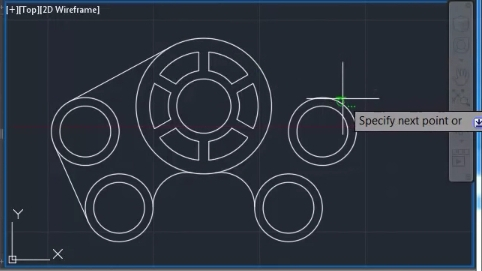 [+][Top][2D Wireframe]
Specify next point or
Y
X